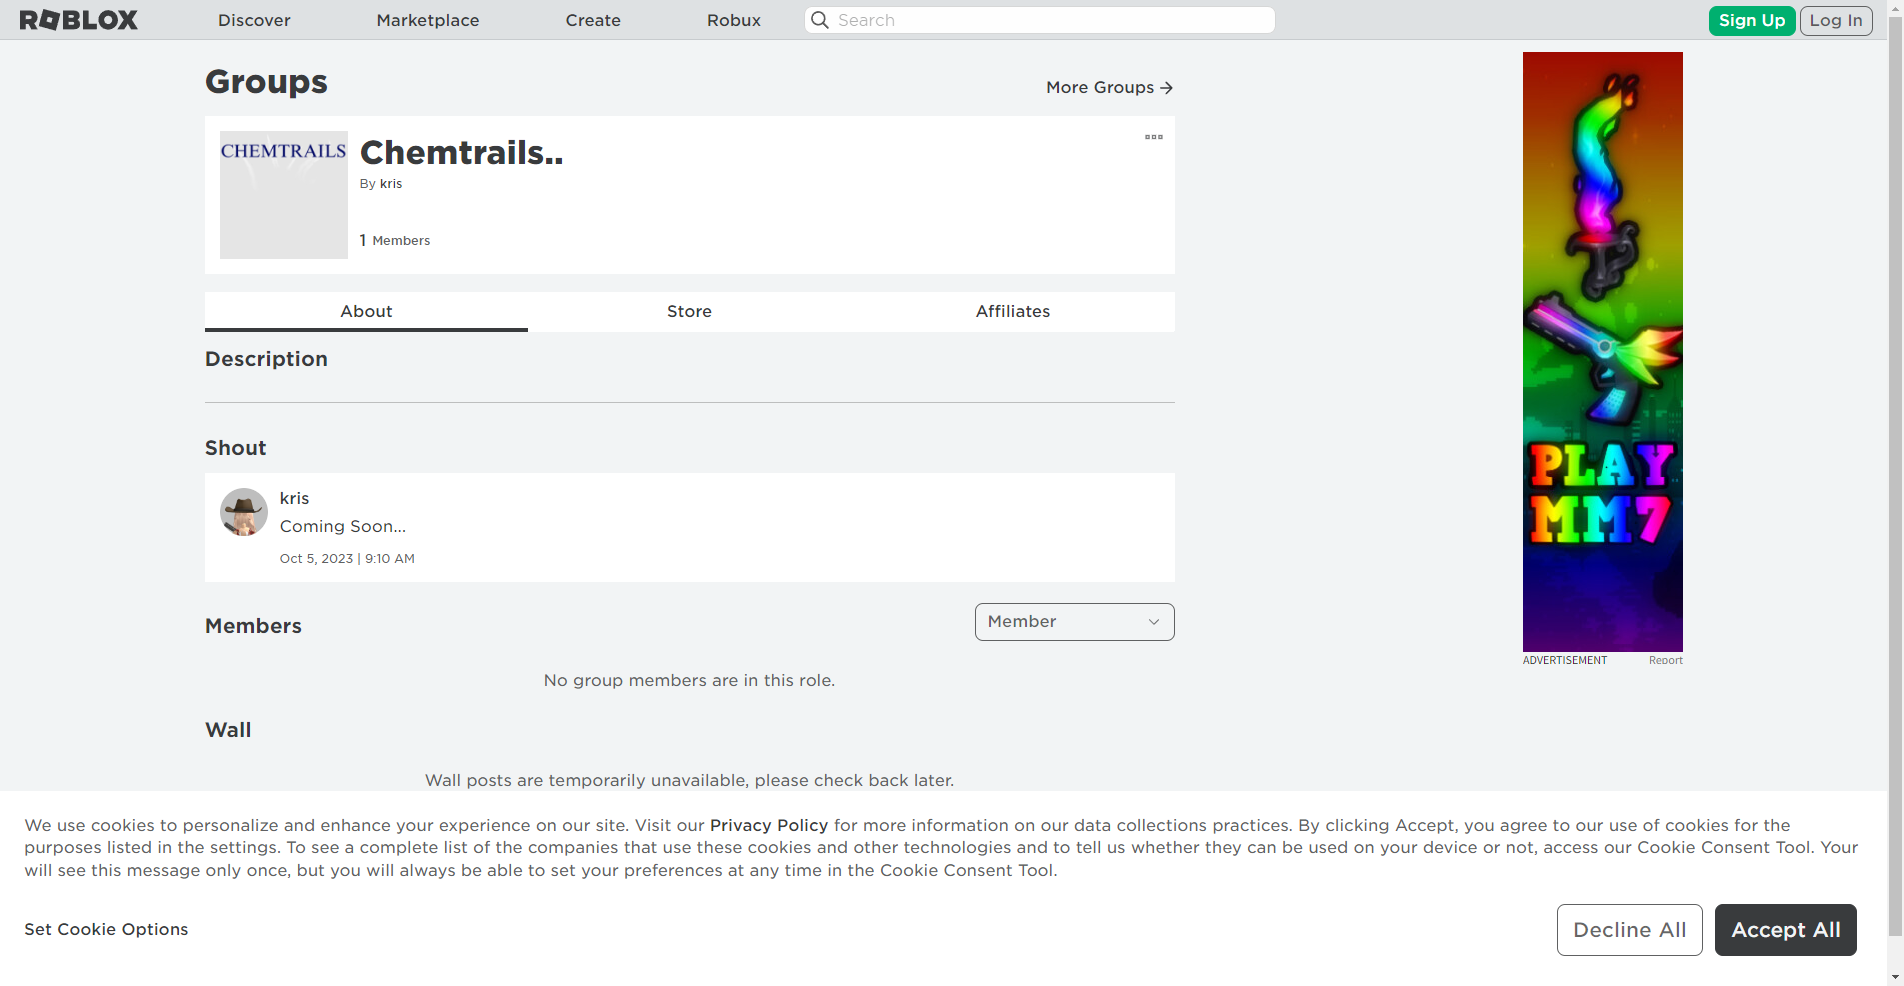 ROBLOX Discover Marketplace Create Robux Search Sign Up Log In
Groups
More Groups
CHEMTRAILS
Chemtrails..
By kris
1 Members
About Store Affiliates
Description
Shout
kris
Coming Soon...
Oct 5, 2023 | 9:10 AM
Members
Member
No group members are in this role.
Wall
Wall posts are temporarily unavailable, please check back later.
PLAY
MM7
ADVERTISEMENT Report
We use cookies to personalize and enhance your experience on our site. Visit our Privacy Policy for more information on our data collections practices. By clicking Accept, you agree to our use of cookies for the
purposes listed in the settings. To see a complete list of the companies that use these cookies and other technologies and to tell us whether they can be used on your device or not, access our Cookie Consent Tool. Your
will see this message only once, but you will always be able to set your preferences at any time in the Cookie Consent Tool.
Set Cookie Options
Decline All Accept All